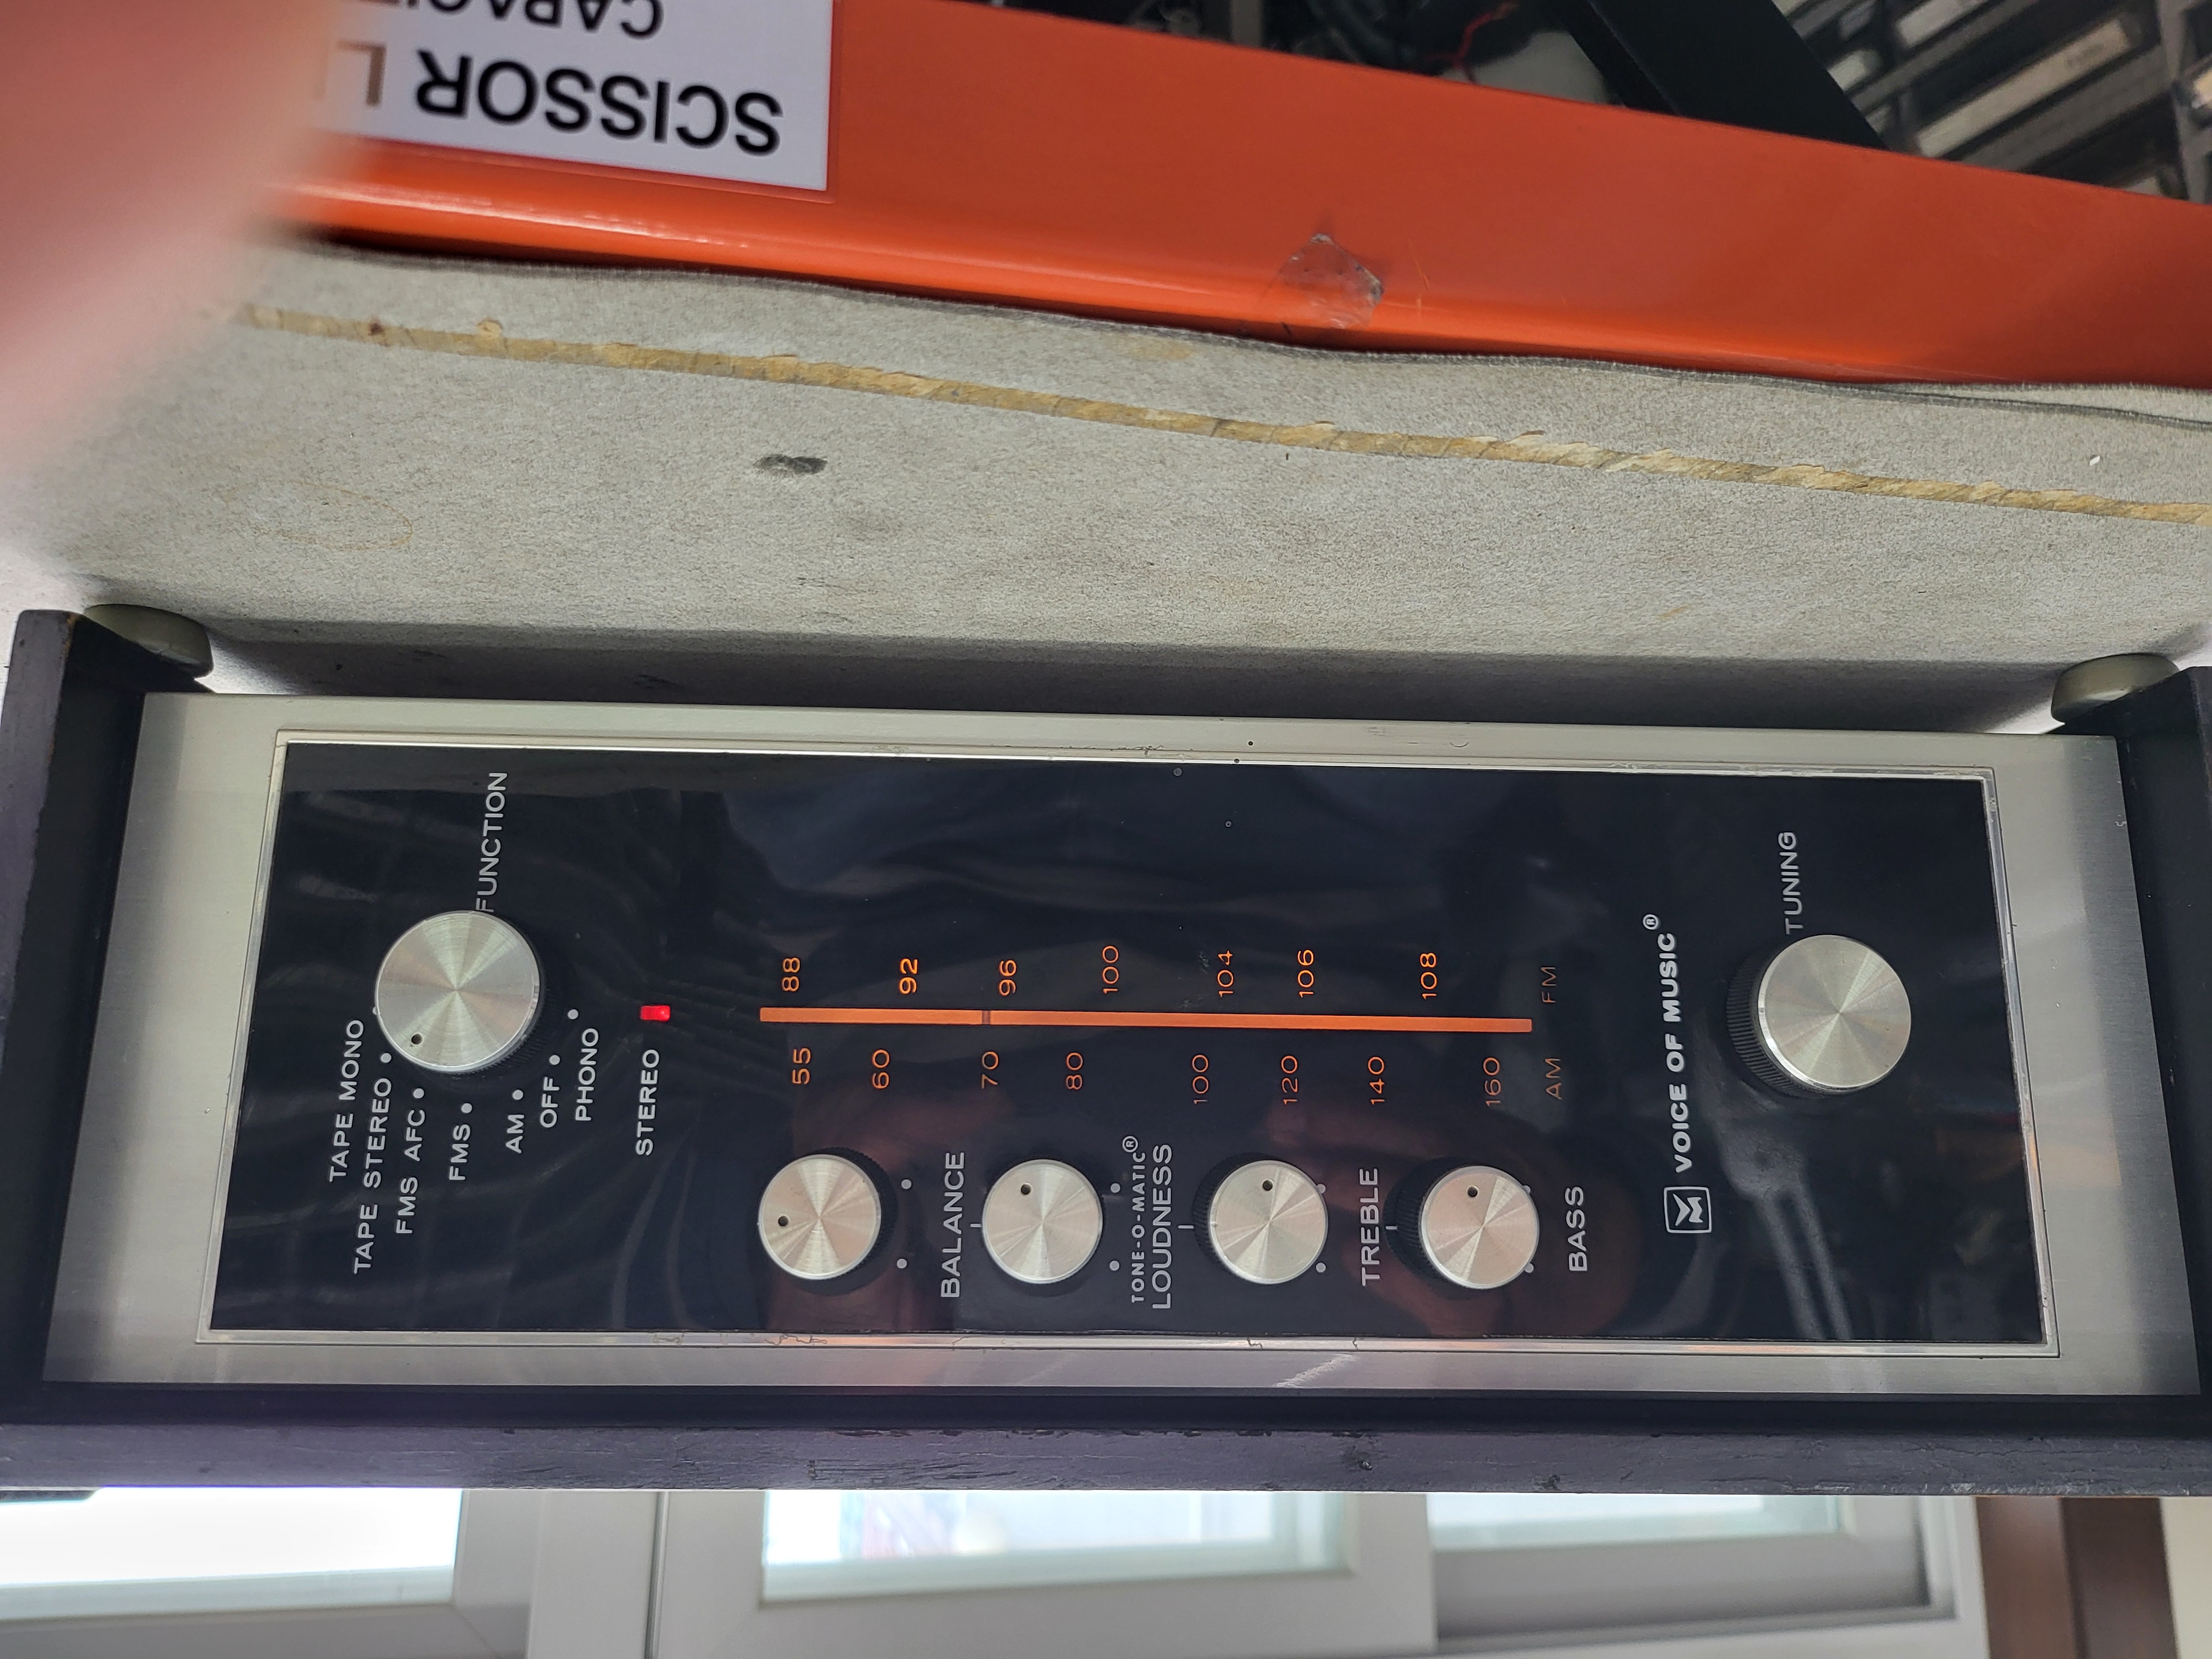 SCISSOR L
CAPACIT
FUNCTION
TAPE MONO
TAPE STEREO
FMS AFC
FMS
AM
OFF
PHONO
STEREO
88 92 96 100 104 106 108 FM
55 60 70 80 100 120 140 160 AM
BALANCE
TONE-O-MATIC®
LOUDNESS
TREBLE
BASS
VM VOICE OF MUSIC®
TUNING